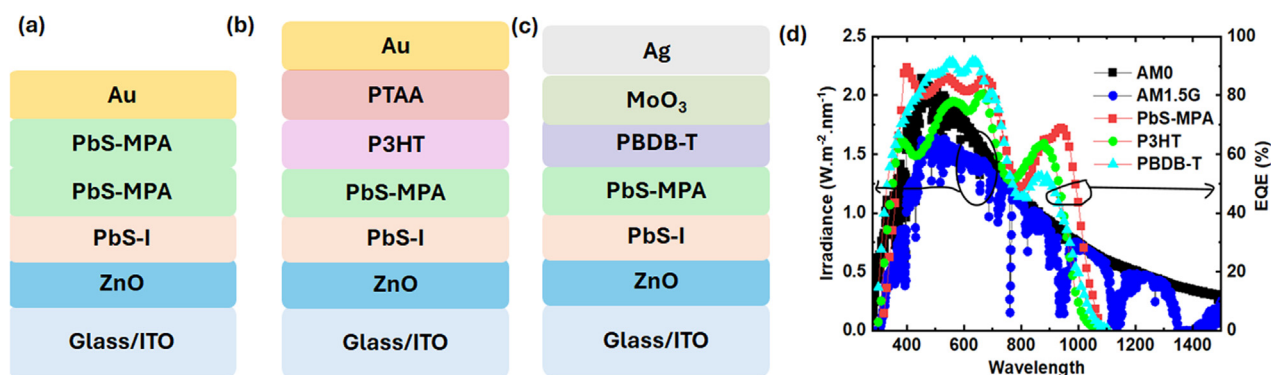 (a)
Au
PbS-MPA
PbS-MPA
PbS-I
ZnO
Glass/ITO
(b)
Au
PTAA
P3HT
PbS-MPA
PbS-I
ZnO
Glass/ITO
(c)
Ag
MoO₃
PBDB-T
PbS-MPA
PbS-I
ZnO
Glass/ITO
(d)
Irradiance (W.m⁻².nm⁻¹)
2.5
2.0
1.5
1.0
0.5
0.0
AM0
AM1.5G
PbS-MPA
P3HT
PBDB-T
100
80
60
40
20
0
EQE (%)
400 600 800 1000 1200 1400
Wavelength